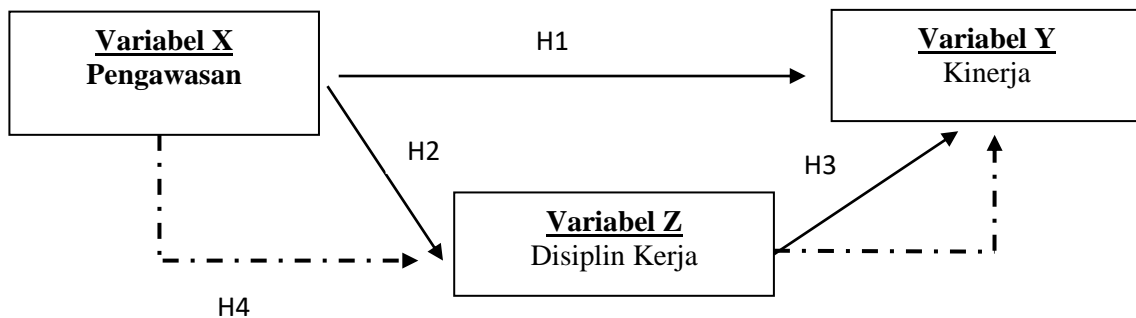 Variabel X
Pengawasan
H1
Variabel Y
Kinerja
H2
H3
Variabel Z
Disiplin Kerja
H4